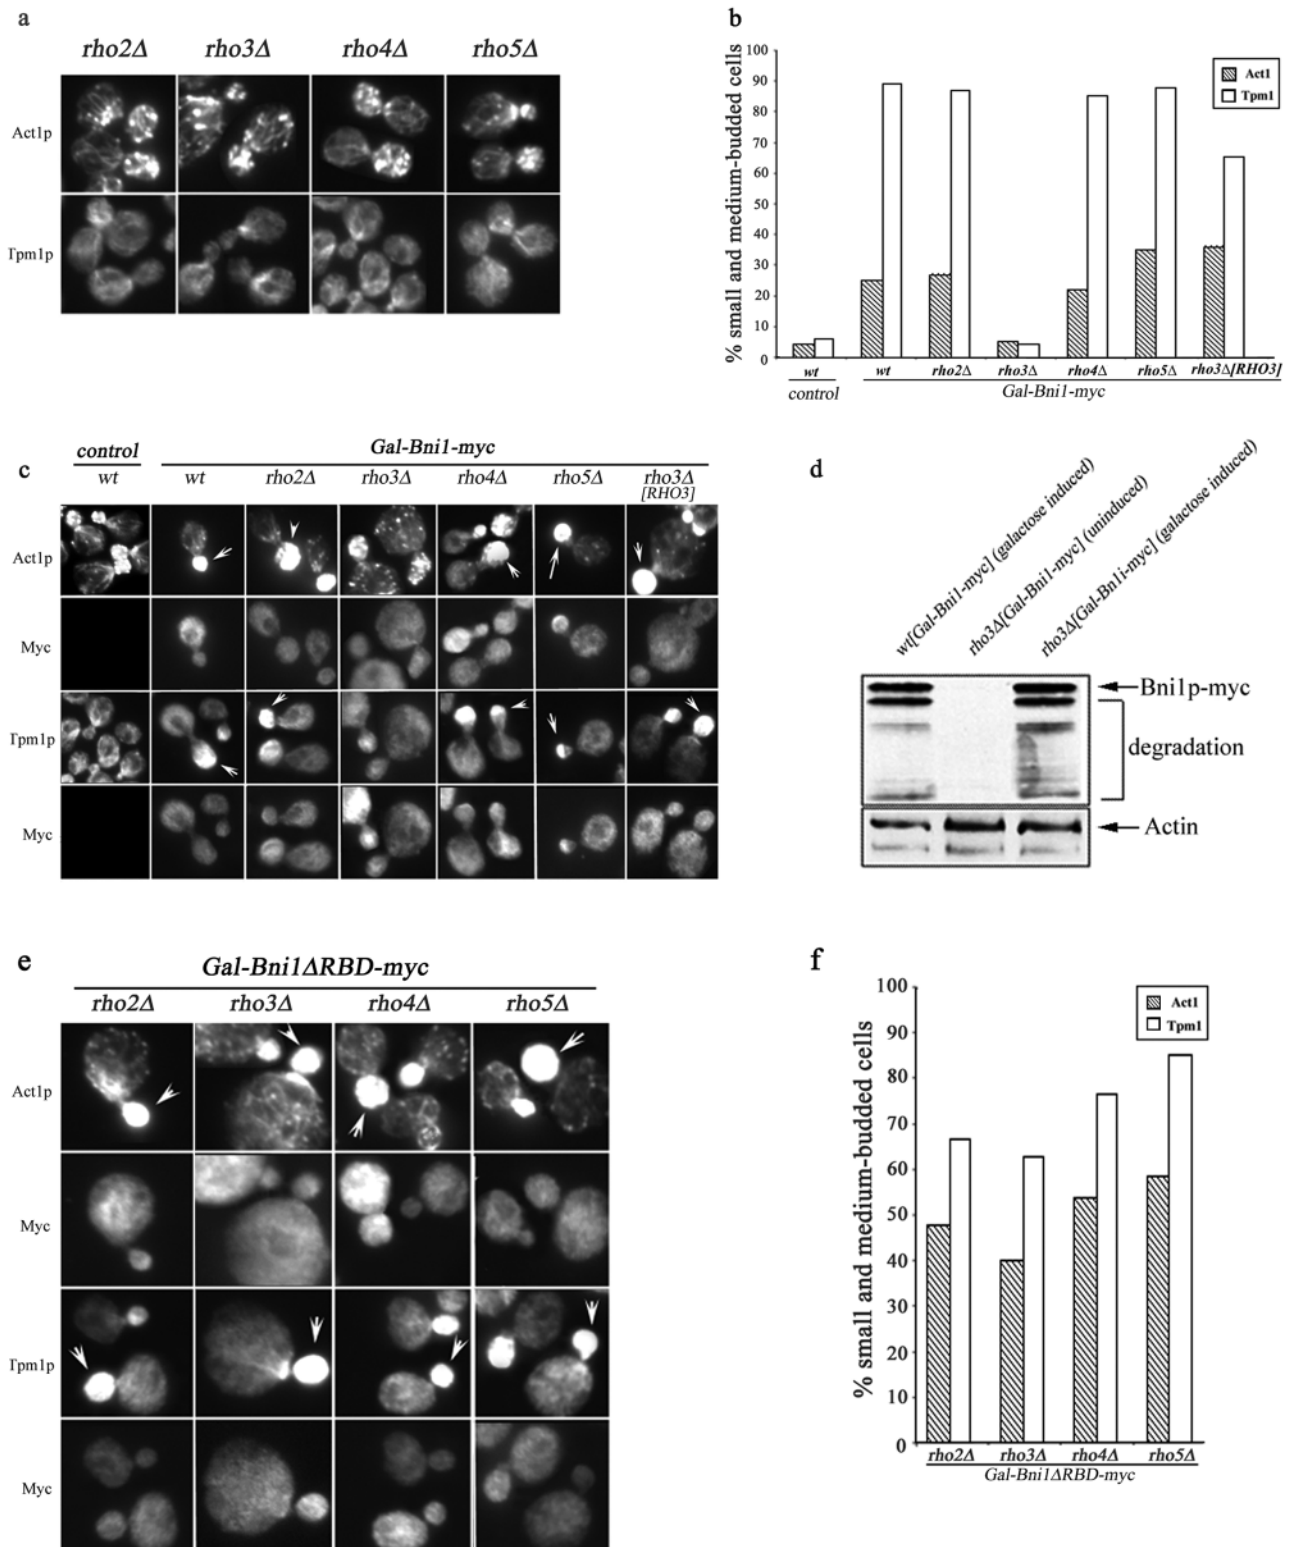 a
rho2Δ rho3Δ rho4Δ rho5Δ
Act1p
Tpm1p
b
% small and medium-budded cells
100
90
80
70
60
50
40
30
20
10
0
Act1
Tpm1
wt wt rho2Δ rho3Δ rho4Δ rho5Δ rho3Δ[RHO3]
control Gal-Bni1-myc
c
control Gal-Bni1-myc
wt wt rho2Δ rho3Δ rho4Δ rho5Δ rho3Δ
[RHO3]
Act1p
Myc
Tpm1p
Myc
d
wt[Gal-Bni1-myc] (galactose induced)
rho3Δ[Gal-Bni1-myc] (uninduced)
rho3Δ[Gal-Bn1i-myc] (galactose induced)
Bni1p-myc
degradation
Actin
e
Gal-Bni1ΔRBD-myc
rho2Δ rho3Δ rho4Δ rho5Δ
Act1p
Myc
Tpm1p
Myc
f
% small and medium-budded cells
100
90
80
70
60
50
40
30
20
10
0
Act1
Tpm1
rho2Δ rho3Δ rho4Δ rho5Δ
Gal-Bni1ΔRBD-myc